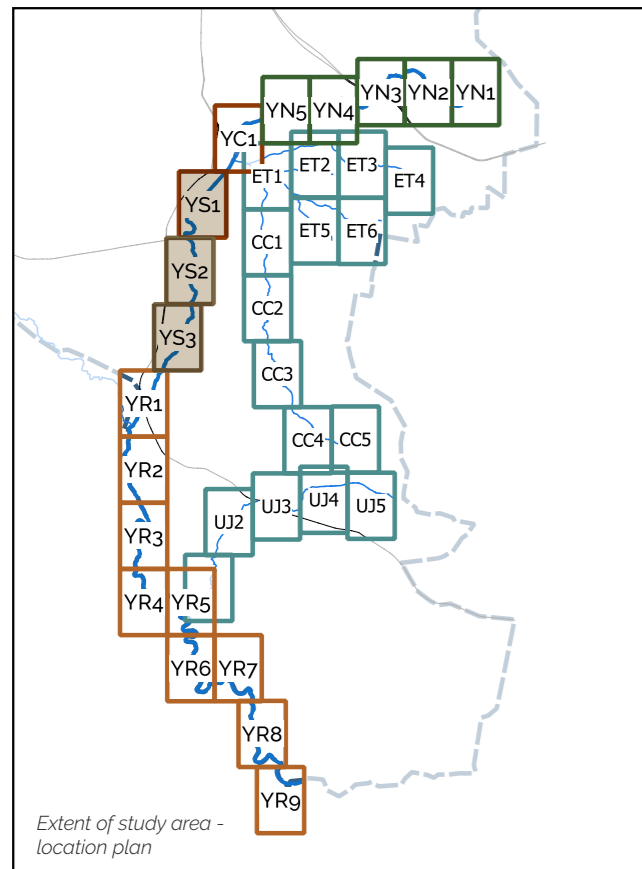 YN3 YN2 YN1
YN5 YN4
YC1
ET1 ET2 ET3 ET4
YS1
CC1 ET5 ET6
YS2
CC2
YS3
CC3
YR1
CC4 CC5
YR2
UJ2 UJ3 UJ4 UJ5
YR3
YR4 YR5
YR6 YR7
YR8
YR9
Extent of study area -
location plan